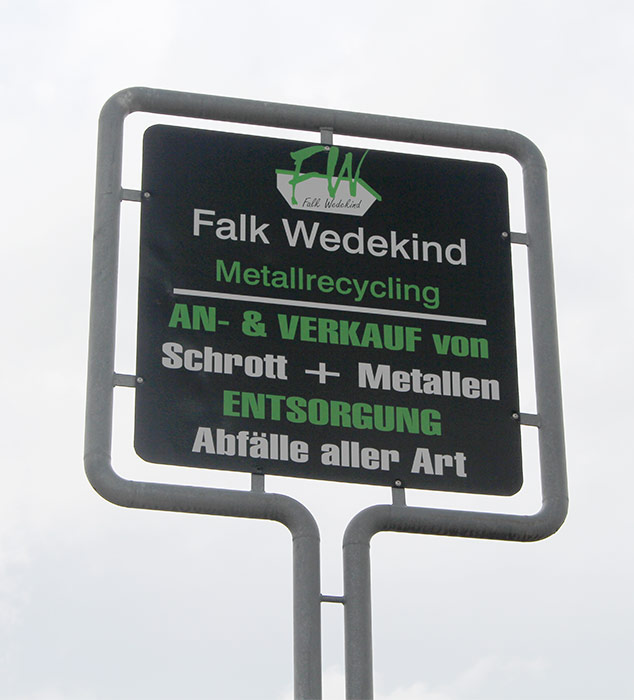 FW
Falk Wedekind
Falk Wedekind
Metallrecycling
AN- & VERKAUF von
Schrott + Metallen
ENTSORGUNG
Abfälle aller Art